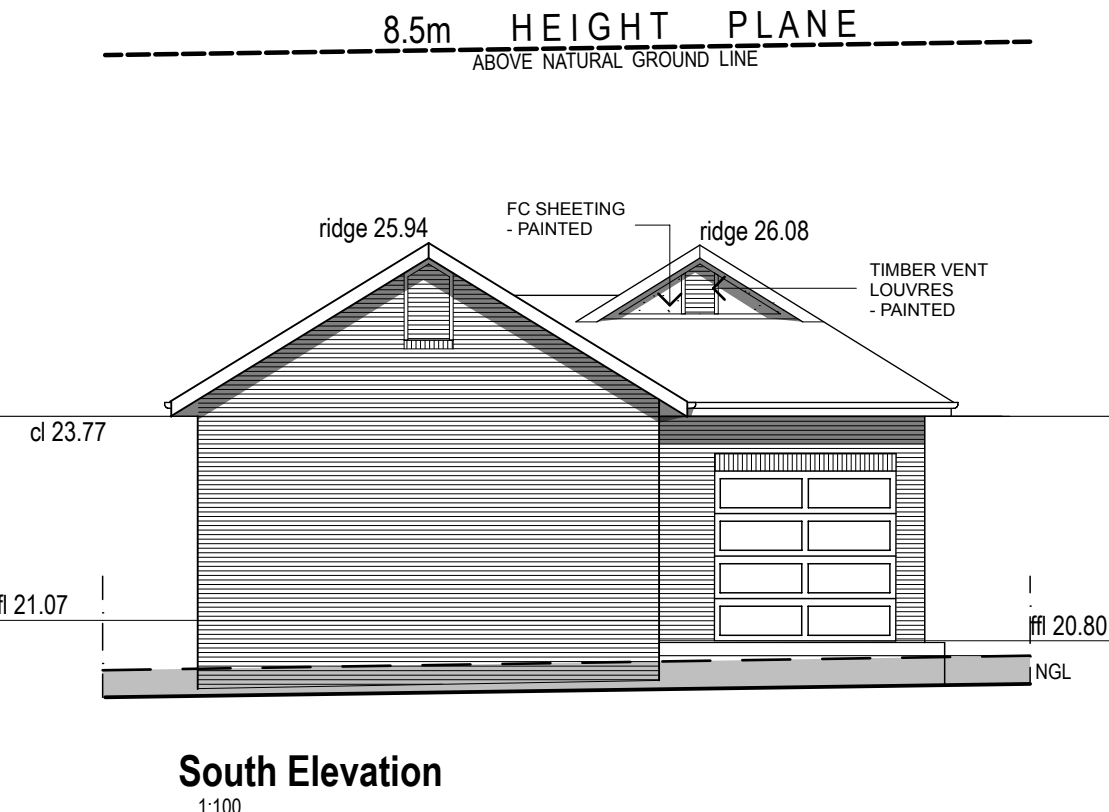 8.5m HEIGHT PLANE
ABOVE NATURAL GROUND LINE
FC SHEETING
- PAINTED
ridge 25.94
ridge 26.08
TIMBER VENT
LOUVRES
- PAINTED
cl 23.77
fl 21.07
ffl 20.80
NGL
South Elevation
1:100